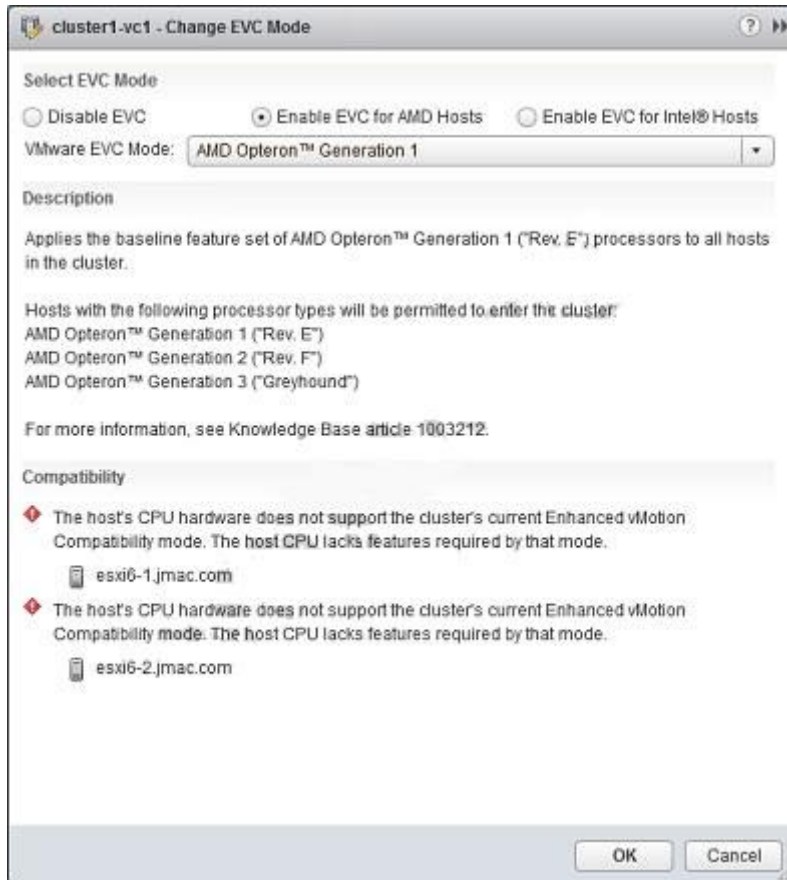 cluster1-vc1 - Change EVC Mode
Select EVC Mode
Disable EVC
Enable EVC for AMD Hosts
Enable EVC for Intel® Hosts
VMware EVC Mode:
AMD Opteron™ Generation 1
Description
Applies the baseline feature set of AMD Opteron™ Generation 1 ("Rev. E") processors to all hosts
in the cluster.
Hosts with the following processor types will be permitted to enter the cluster:
AMD Opteron™ Generation 1 ("Rev. E")
AMD Opteron™ Generation 2 ("Rev. F")
AMD Opteron™ Generation 3 ("Greyhound")
For more information, see Knowledge Base article 1003212.
Compatibility
The host's CPU hardware does not support the cluster's current Enhanced vMotion
Compatibility mode. The host CPU lacks features required by that mode.
esxi6-1.jmac.com
The host's CPU hardware does not support the cluster's current Enhanced vMotion
Compatibility mode. The host CPU lacks features required by that mode.
esxi6-2.jmac.com
OK
Cancel